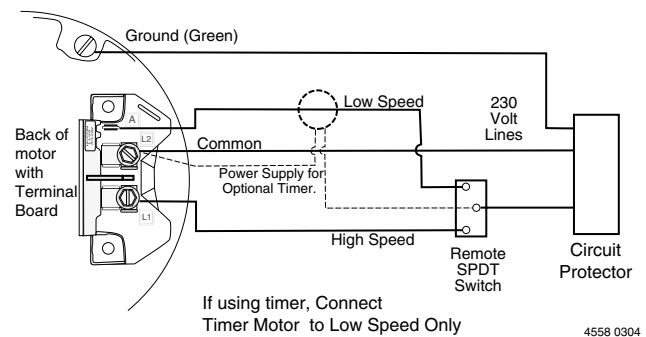 Ground (Green)
A
L2
L1
Low Speed
230
Volt
Lines
Back of
motor
with
Terminal
Board
Common
Power Supply for
Optional Timer.
High Speed
Remote
SPDT
Switch
Circuit
Protector
If using timer, Connect
Timer Motor to Low Speed Only
4558 0304